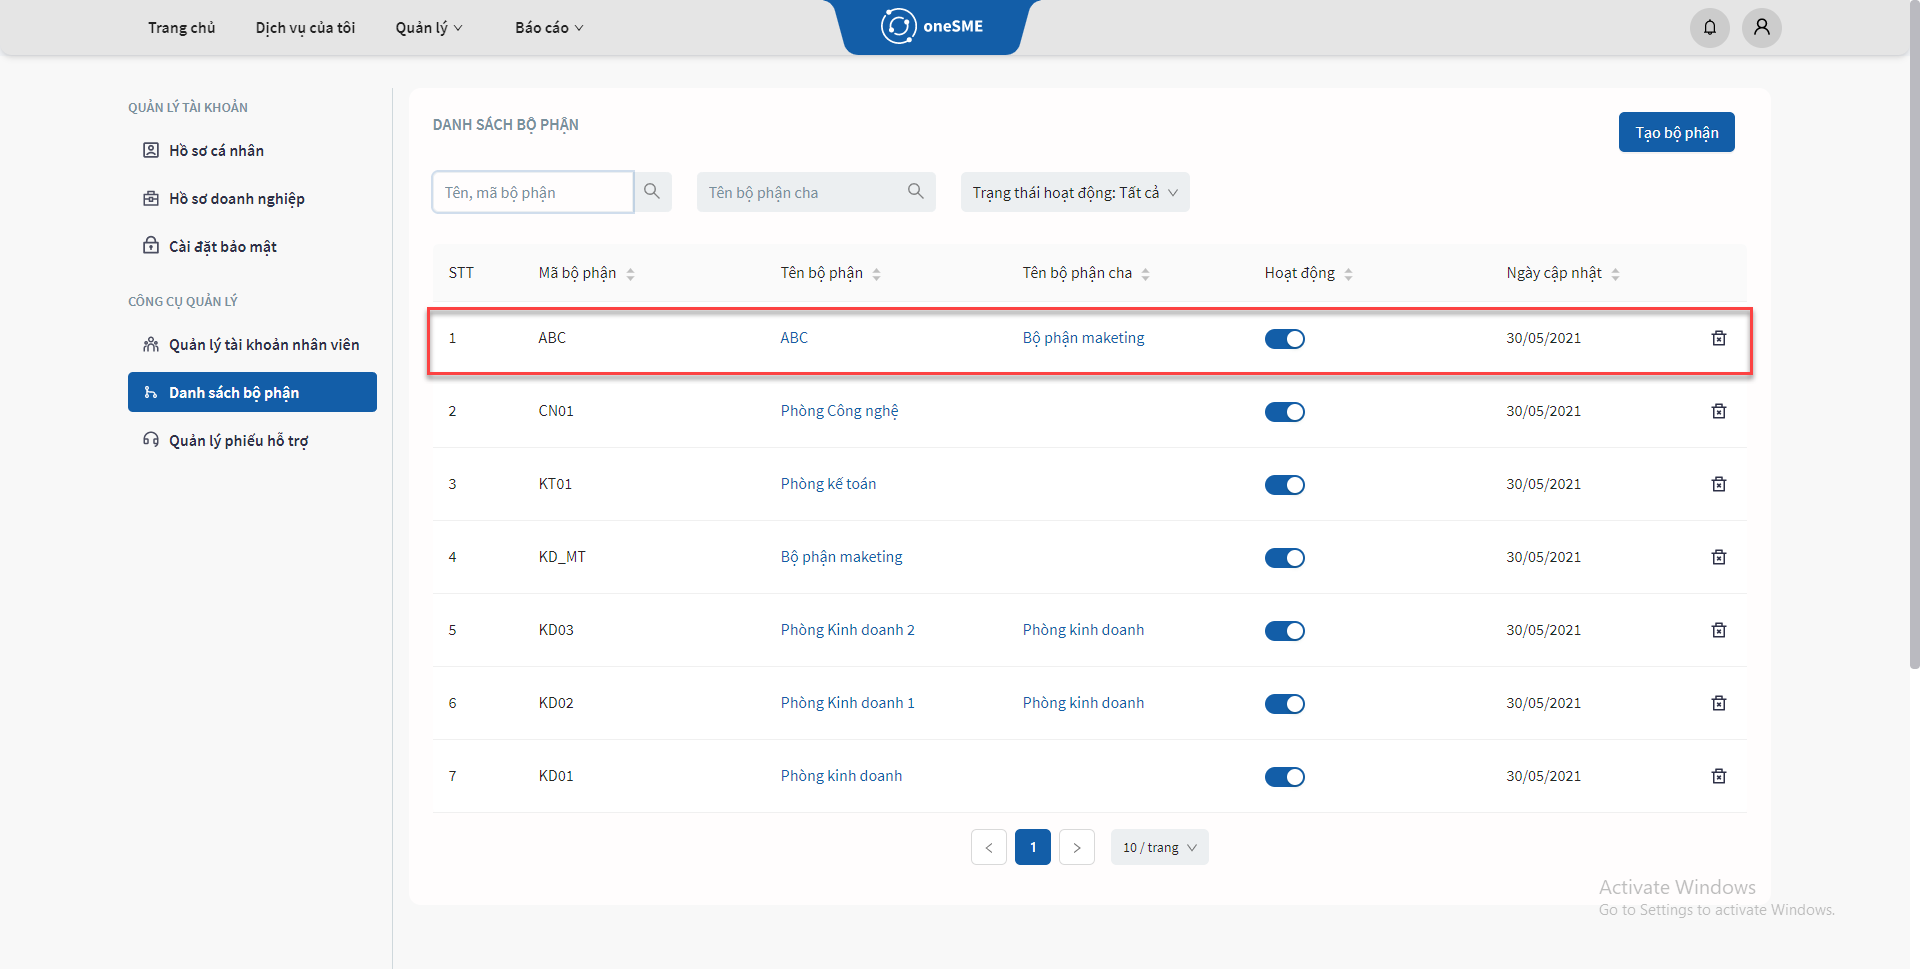 Trang chủ Dịch vụ của tôi Quản lý Báo cáo oneSME
QUẢN LÝ TÀI KHOẢN
Hồ sơ cá nhân
Hồ sơ doanh nghiệp
Cài đặt bảo mật
CÔNG CỤ QUẢN LÝ
Quản lý tài khoản nhân viên
Danh sách bộ phận
Quản lý phiếu hỗ trợ
DANH SÁCH BỘ PHẬN
Tạo bộ phận
Tên, mã bộ phận Tên bộ phận cha Trạng thái hoạt động: Tất cả
STT Mã bộ phận Tên bộ phận Tên bộ phận cha Hoạt động Ngày cập nhật
1 ABC ABC Bộ phận maketing 30/05/2021
2 CN01 Phòng Công nghệ 30/05/2021
3 KT01 Phòng kế toán 30/05/2021
4 KD_MT Bộ phận maketing 30/05/2021
5 KD03 Phòng Kinh doanh 2 Phòng kinh doanh 30/05/2021
6 KD02 Phòng Kinh doanh 1 Phòng kinh doanh 30/05/2021
7 KD01 Phòng kinh doanh 30/05/2021
< 1 > 10 / trang
Activate Windows
Go to Settings to activate Windows.